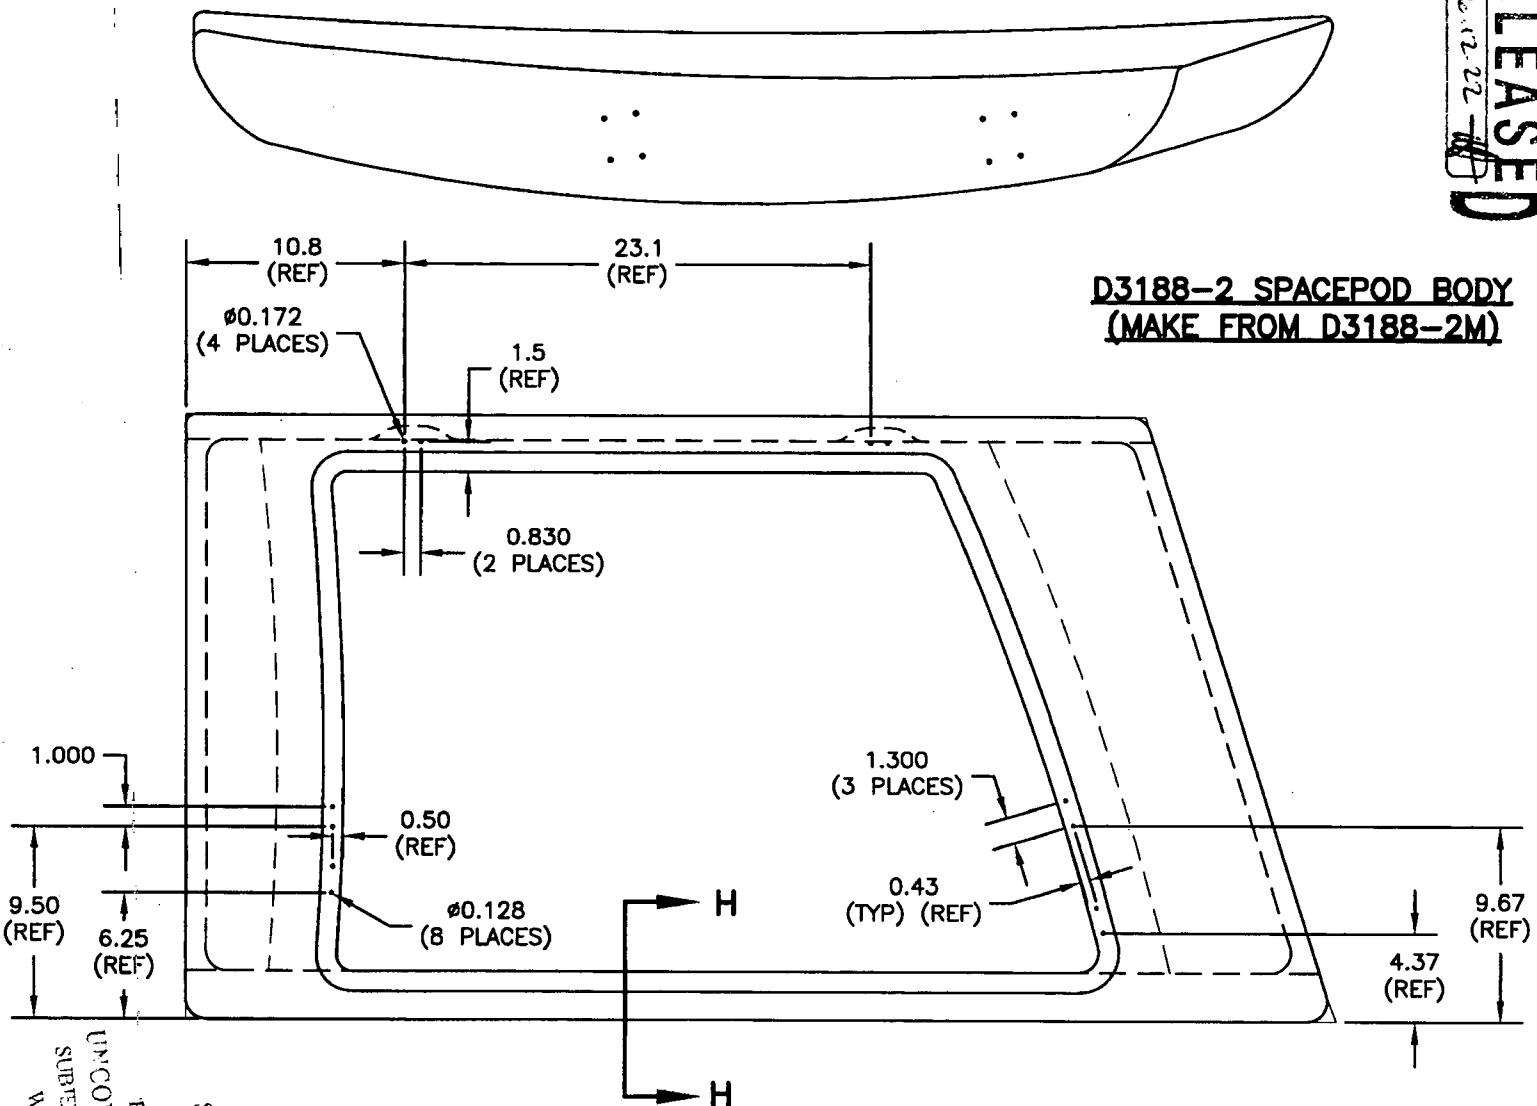 LEASED
10.8
(REF)
23.1
(REF)
D3188-2 SPACEPOD BODY
(MAKE FROM D3188-2M)
ø0.172
(4 PLACES)
1.5
(REF)
0.830
(2 PLACES)
1.000
1.300
(3 PLACES)
0.50
(REF)
9.50
(REF)
6.25
(REF)
ø0.128
(8 PLACES)
H
0.43
(TYP) (REF)
9.67
(REF)
4.37
(REF)
H